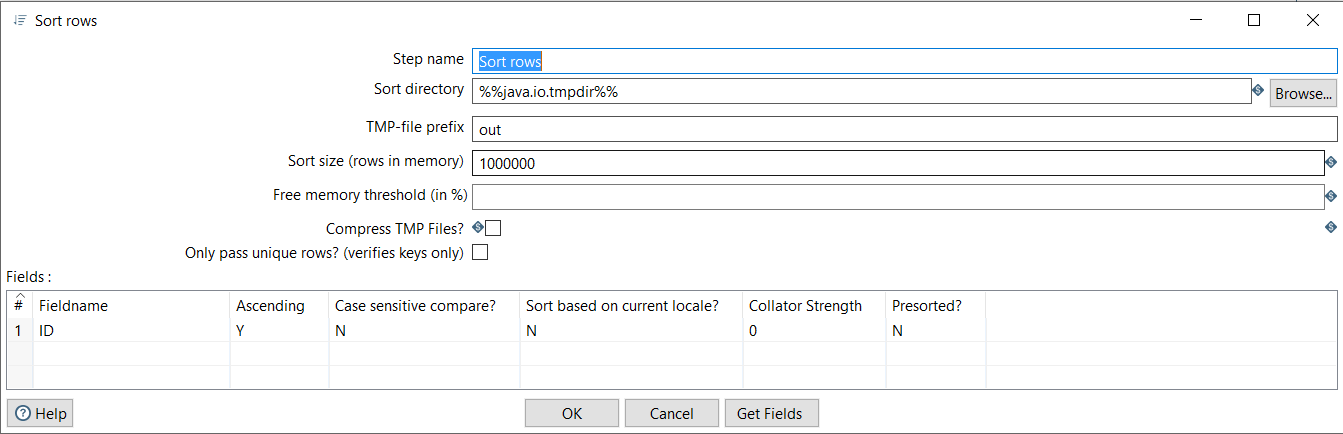 Sort rows
Step name Sort rows
Sort directory %%java.io.tmpdir%% Browse...
TMP-file prefix out
Sort size (rows in memory) 1000000
Free memory threshold (in %)
Compress TMP Files?
Only pass unique rows? (verifies keys only)
Fields :
# Fieldname Ascending Case sensitive compare? Sort based on current locale? Collator Strength Presorted?
1 ID Y N N 0 N
Help OK Cancel Get Fields